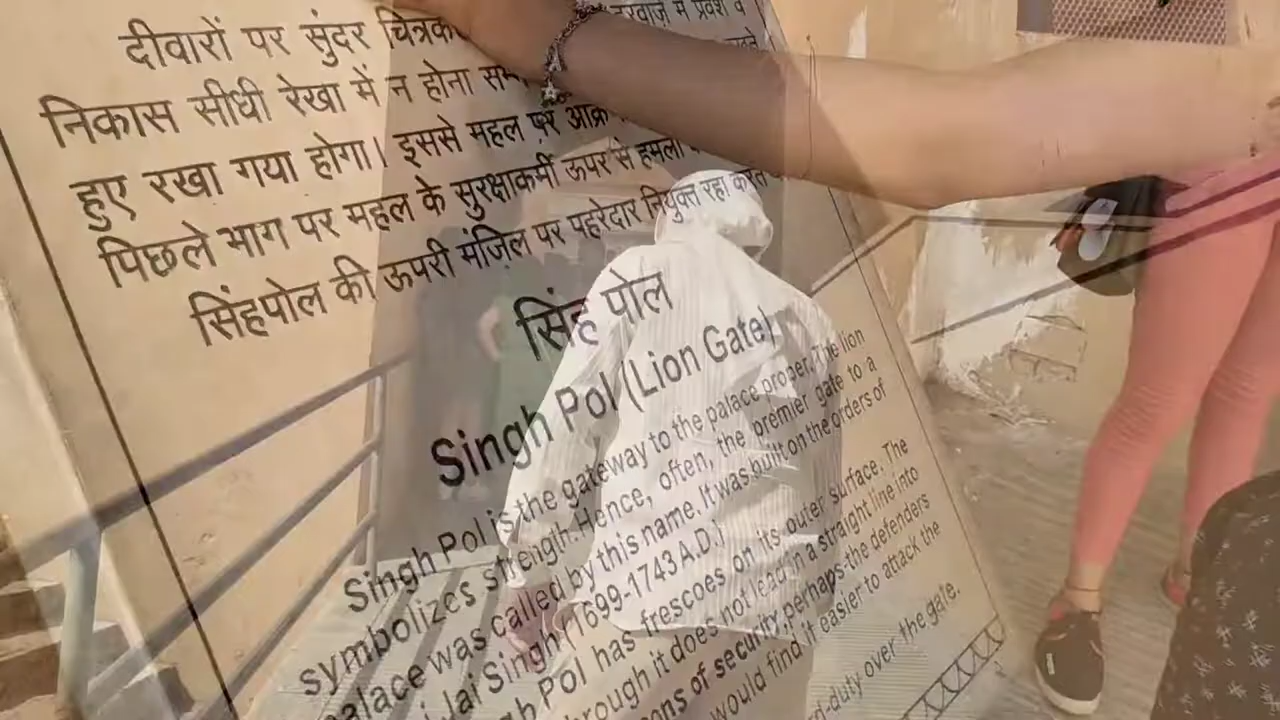 दीवारों पर सुंदर दरवाजे में प्रवेश व
निकास सीधी रेखा में न होना
हुए रखा गया होगा। इससे महल पर
पिछले भाग पर महल के सुरक्षाकर्मी ऊपर से हमला
सिंहपोल की ऊपरी मंज़िल पर पहरेदार नियुक्त रहा करते
सिंह पोल
Singh Pol (Lion Gate)
Singh Pol is the gateway to the palace proper. The lion
symbolizes strength. Hence, often, the premier gate to a
palace was called by this name. It was built on the orders of
Jai Singh (1699-1743 A.D.)
Pol has frescoes on its outer surface. The
through it does not lead in a straight line into
of security, perhaps the defenders
would find it easier to attack the
duty over the gate.